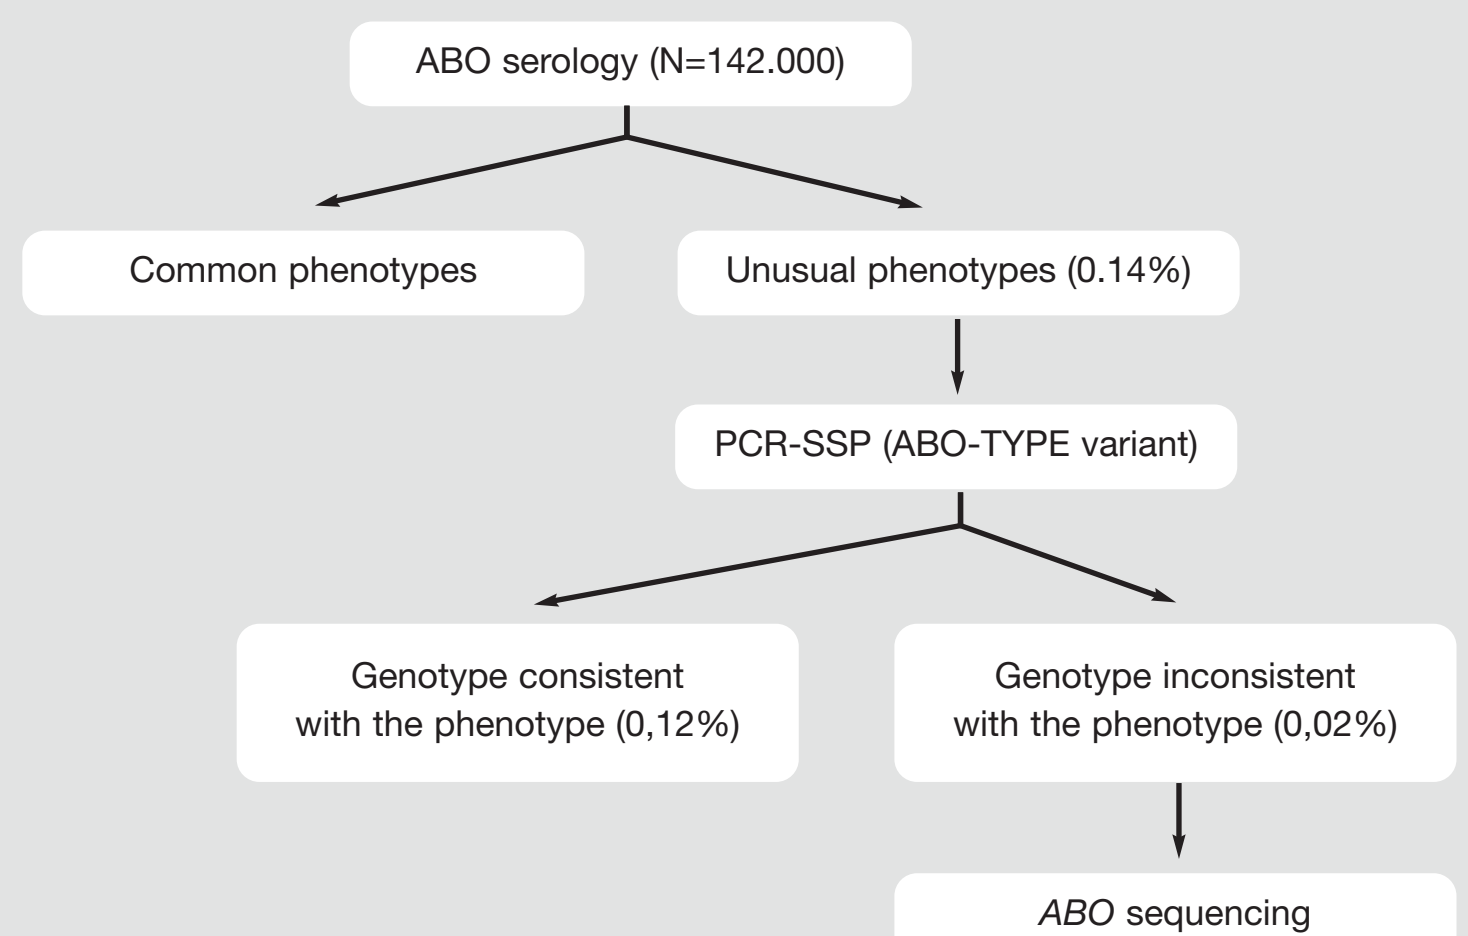 ABO serology (N=142.000)
Common phenotypes
Unusual phenotypes (0.14%)
PCR-SSP (ABO-TYPE variant)
Genotype consistent
with the phenotype (0,12%)
Genotype inconsistent
with the phenotype (0,02%)
ABO sequencing